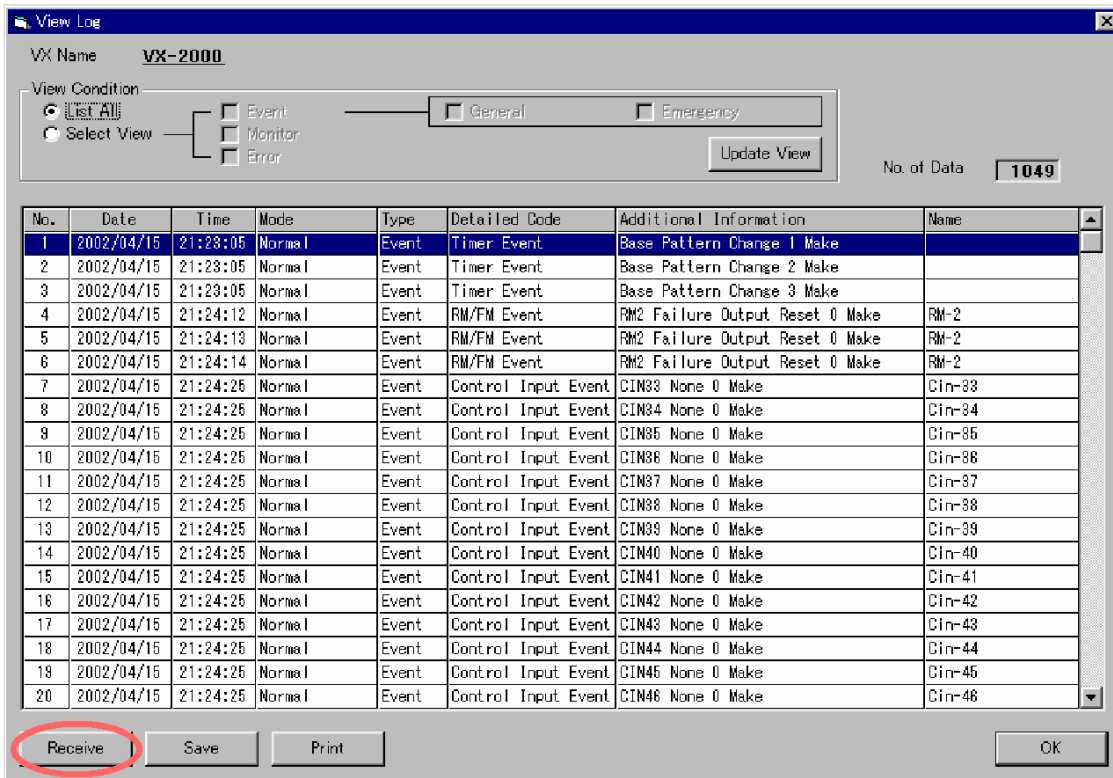 View Log
VX Name VX-2000
View Condition
List All Event General Emergency
Select View Monitor
Error
Update View
No. of Data 1049
No. Date Time Mode Type Detailed Code Additional Information Name
1 2002/04/15 21:23:05 Normal Event Timer Event Base Pattern Change 1 Make
2 2002/04/15 21:23:05 Normal Event Timer Event Base Pattern Change 2 Make
3 2002/04/15 21:23:05 Normal Event Timer Event Base Pattern Change 3 Make
4 2002/04/15 21:24:12 Normal Event RM/FM Event RM2 Failure Output Reset 0 Make RM-2
5 2002/04/15 21:24:13 Normal Event RM/FM Event RM2 Failure Output Reset 0 Make RM-2
6 2002/04/15 21:24:14 Normal Event RM/FM Event RM2 Failure Output Reset 0 Make RM-2
7 2002/04/15 21:24:25 Normal Event Control Input Event CIN33 None 0 Make Cin-33
8 2002/04/15 21:24:25 Normal Event Control Input Event CIN34 None 0 Make Cin-34
9 2002/04/15 21:24:25 Normal Event Control Input Event CIN35 None 0 Make Cin-35
10 2002/04/15 21:24:25 Normal Event Control Input Event CIN36 None 0 Make Cin-36
11 2002/04/15 21:24:25 Normal Event Control Input Event CIN37 None 0 Make Cin-37
12 2002/04/15 21:24:25 Normal Event Control Input Event CIN38 None 0 Make Cin-38
13 2002/04/15 21:24:25 Normal Event Control Input Event CIN39 None 0 Make Cin-39
14 2002/04/15 21:24:25 Normal Event Control Input Event CIN40 None 0 Make Cin-40
15 2002/04/15 21:24:25 Normal Event Control Input Event CIN41 None 0 Make Cin-41
16 2002/04/15 21:24:25 Normal Event Control Input Event CIN42 None 0 Make Cin-42
17 2002/04/15 21:24:25 Normal Event Control Input Event CIN43 None 0 Make Cin-43
18 2002/04/15 21:24:25 Normal Event Control Input Event CIN44 None 0 Make Cin-44
19 2002/04/15 21:24:25 Normal Event Control Input Event CIN45 None 0 Make Cin-45
20 2002/04/15 21:24:25 Normal Event Control Input Event CIN46 None 0 Make Cin-46
Receive Save Print OK